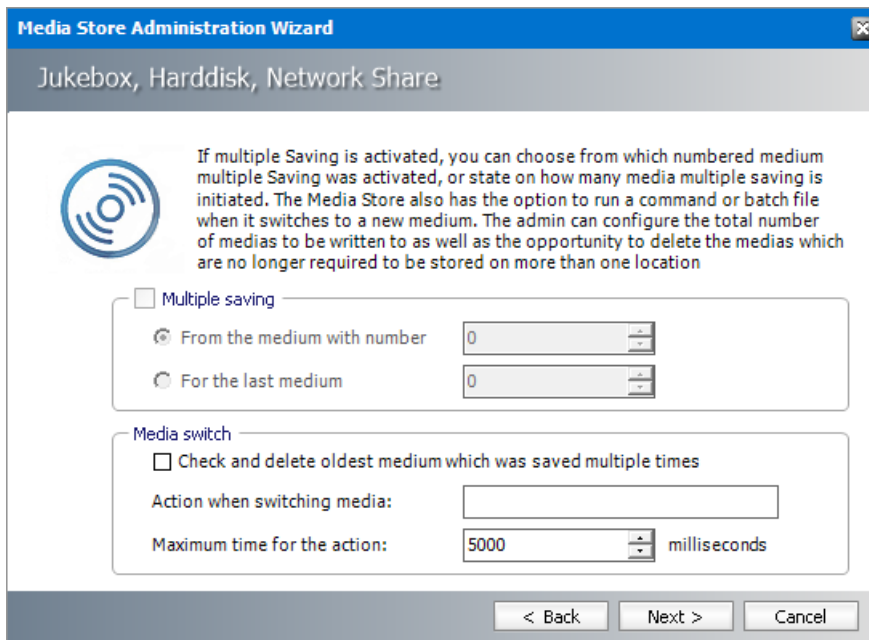 Media Store Administration Wizard
Jukebox, Harddisk, Network Share
If multiple Saving is activated, you can choose from which numbered medium
multiple Saving was activated, or state on how many media multiple saving is
initiated. The Media Store also has the option to run a command or batch file
when it switches to a new medium. The admin can configure the total number
of medias to be written to as well as the opportunity to delete the medias which
are no longer required to be stored on more than one location
Multiple saving
From the medium with number 0
For the last medium 0
Media switch
Check and delete oldest medium which was saved multiple times
Action when switching media:
Maximum time for the action: 5000 milliseconds
< Back Next > Cancel